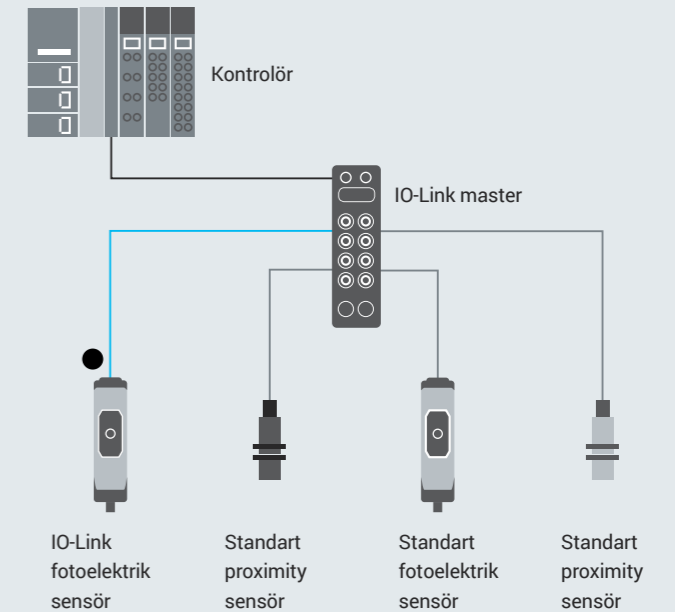 Kontrolör
IO-Link master
IO-Link
fotoelektrik
sensör
Standart
proximity
sensör
Standart
fotoelektrik
sensör
Standart
proximity
sensör